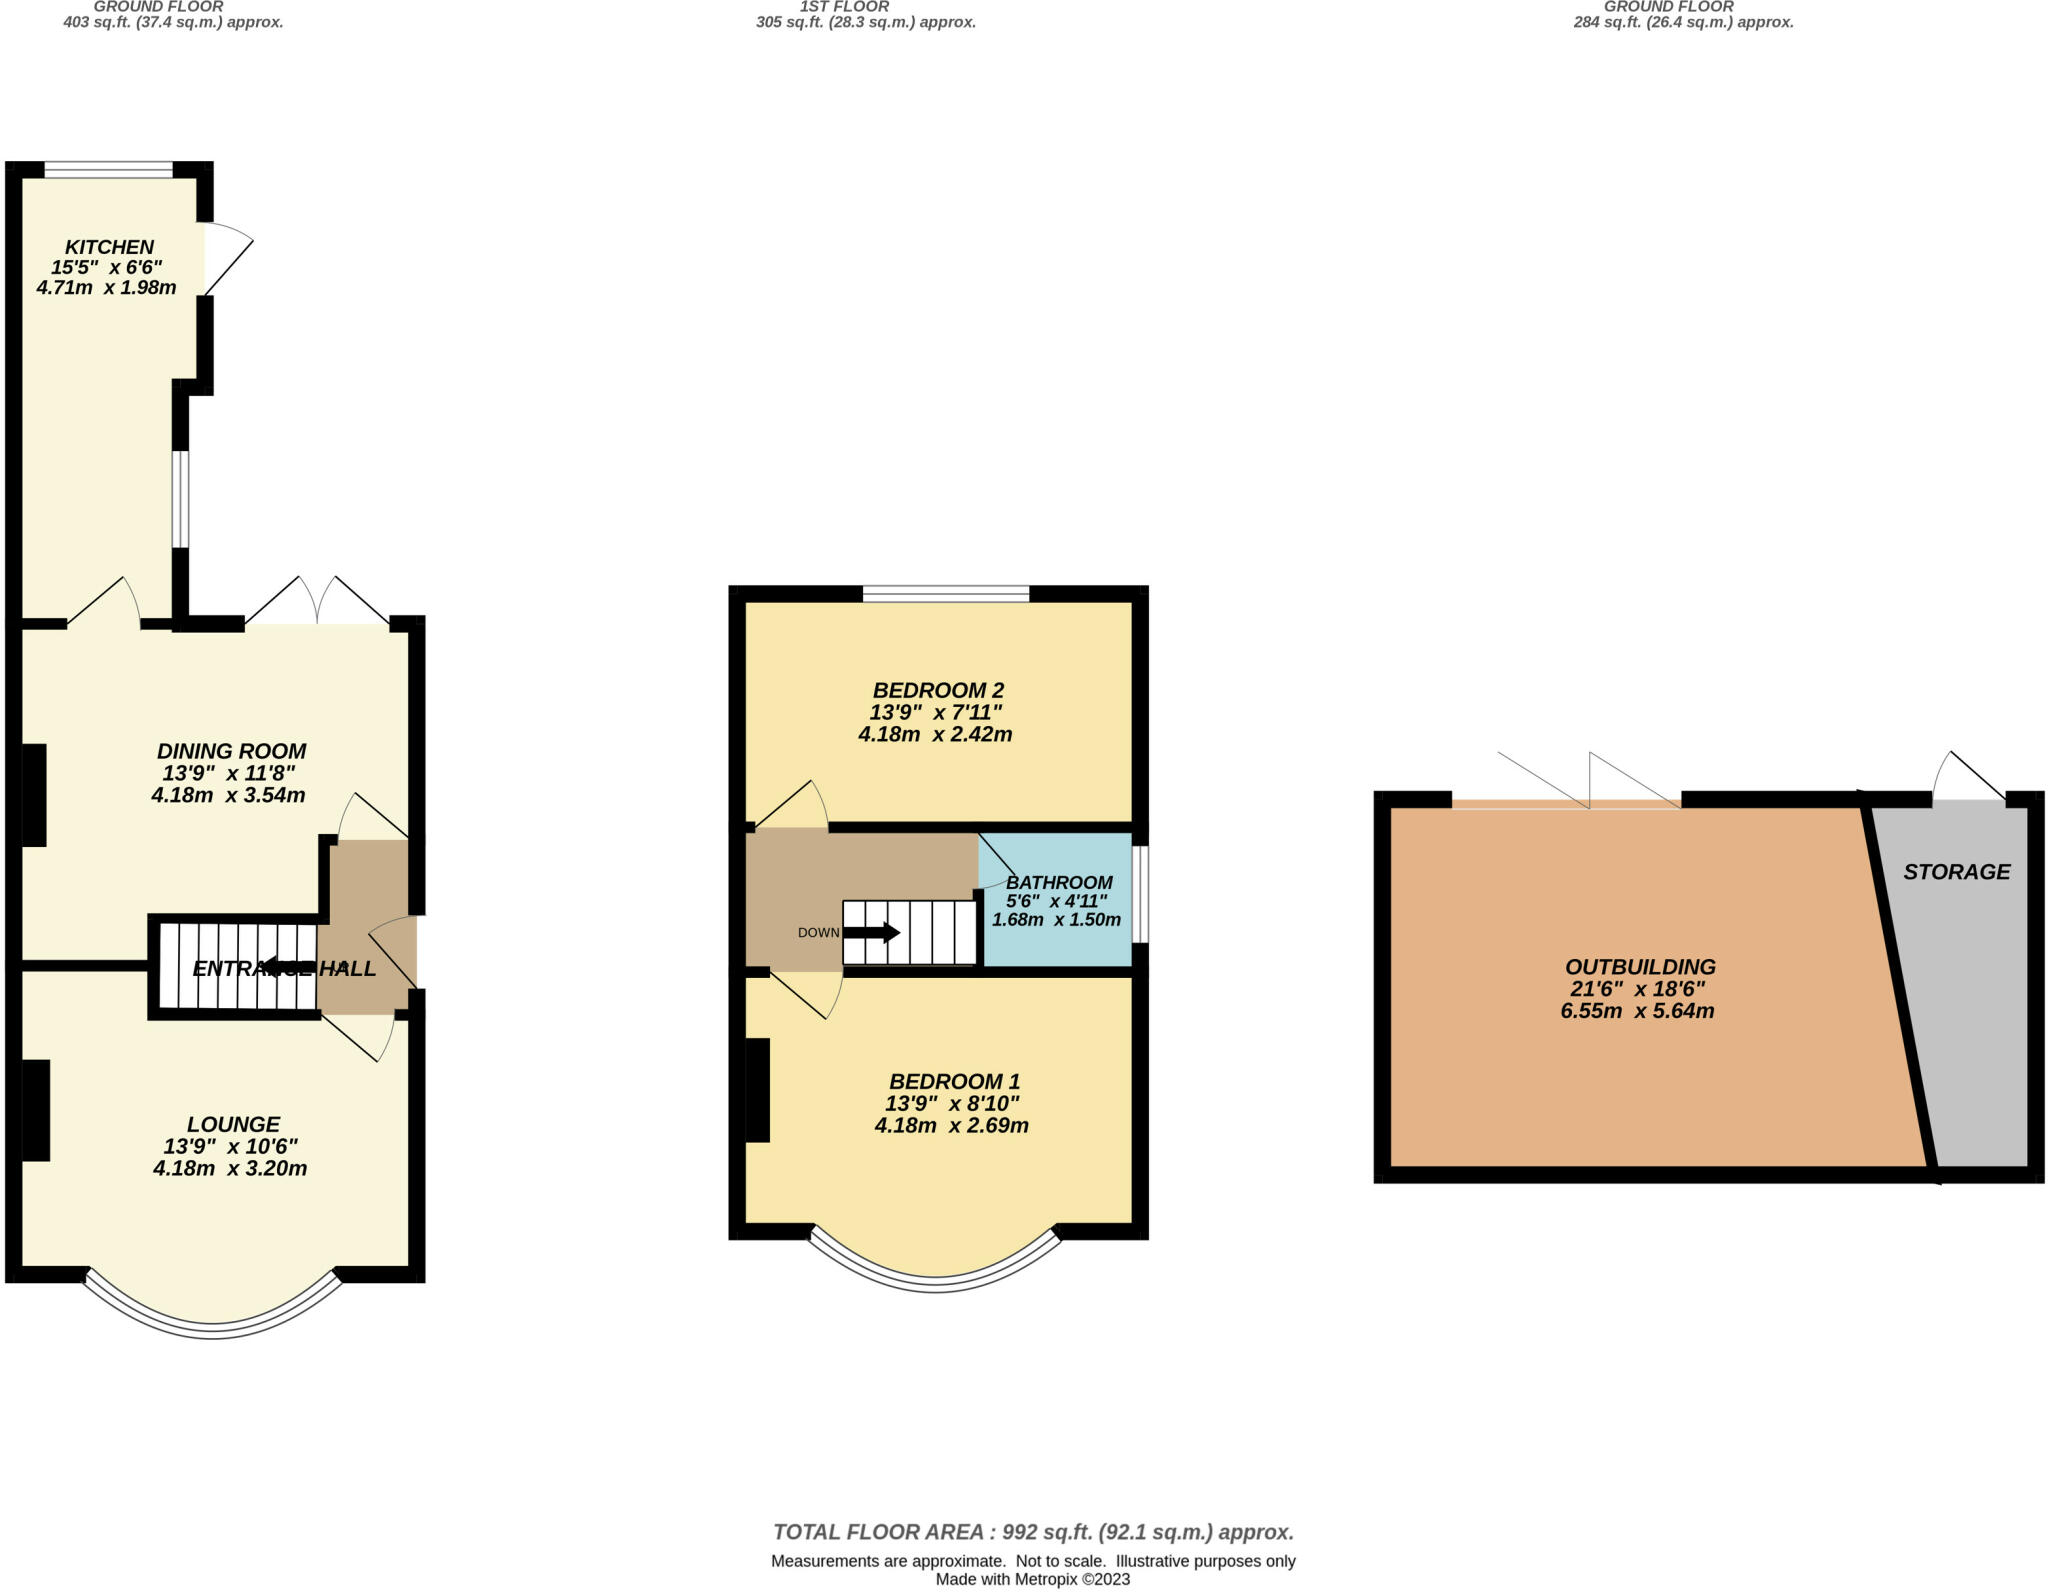 GROUND FLOOR
403 sq.ft. (37.4 sq.m.) approx.
1ST FLOOR
305 sq.ft. (28.3 sq.m.) approx.
GROUND FLOOR
284 sq.ft. (26.4 sq.m.) approx.
KITCHEN
15'5" x 6'6"
4.71m x 1.98m
DINING ROOM
13'9" x 11'8"
4.18m x 3.54m
ENTRANCE HALL
UP
LOUNGE
13'9" x 10'6"
4.18m x 3.20m
BEDROOM 2
13'9" x 7'11"
4.18m x 2.42m
BATHROOM
5'6" x 4'11"
1.68m x 1.50m
DOWN
BEDROOM 1
13'9" x 8'10"
4.18m x 2.69m
STORAGE
OUTBUILDING
21'6" x 18'6"
6.55m x 5.64m
TOTAL FLOOR AREA : 992 sq.ft. (92.1 sq.m.) approx.
Measurements are approximate. Not to scale. Illustrative purposes only
Made with Metropix ©2023